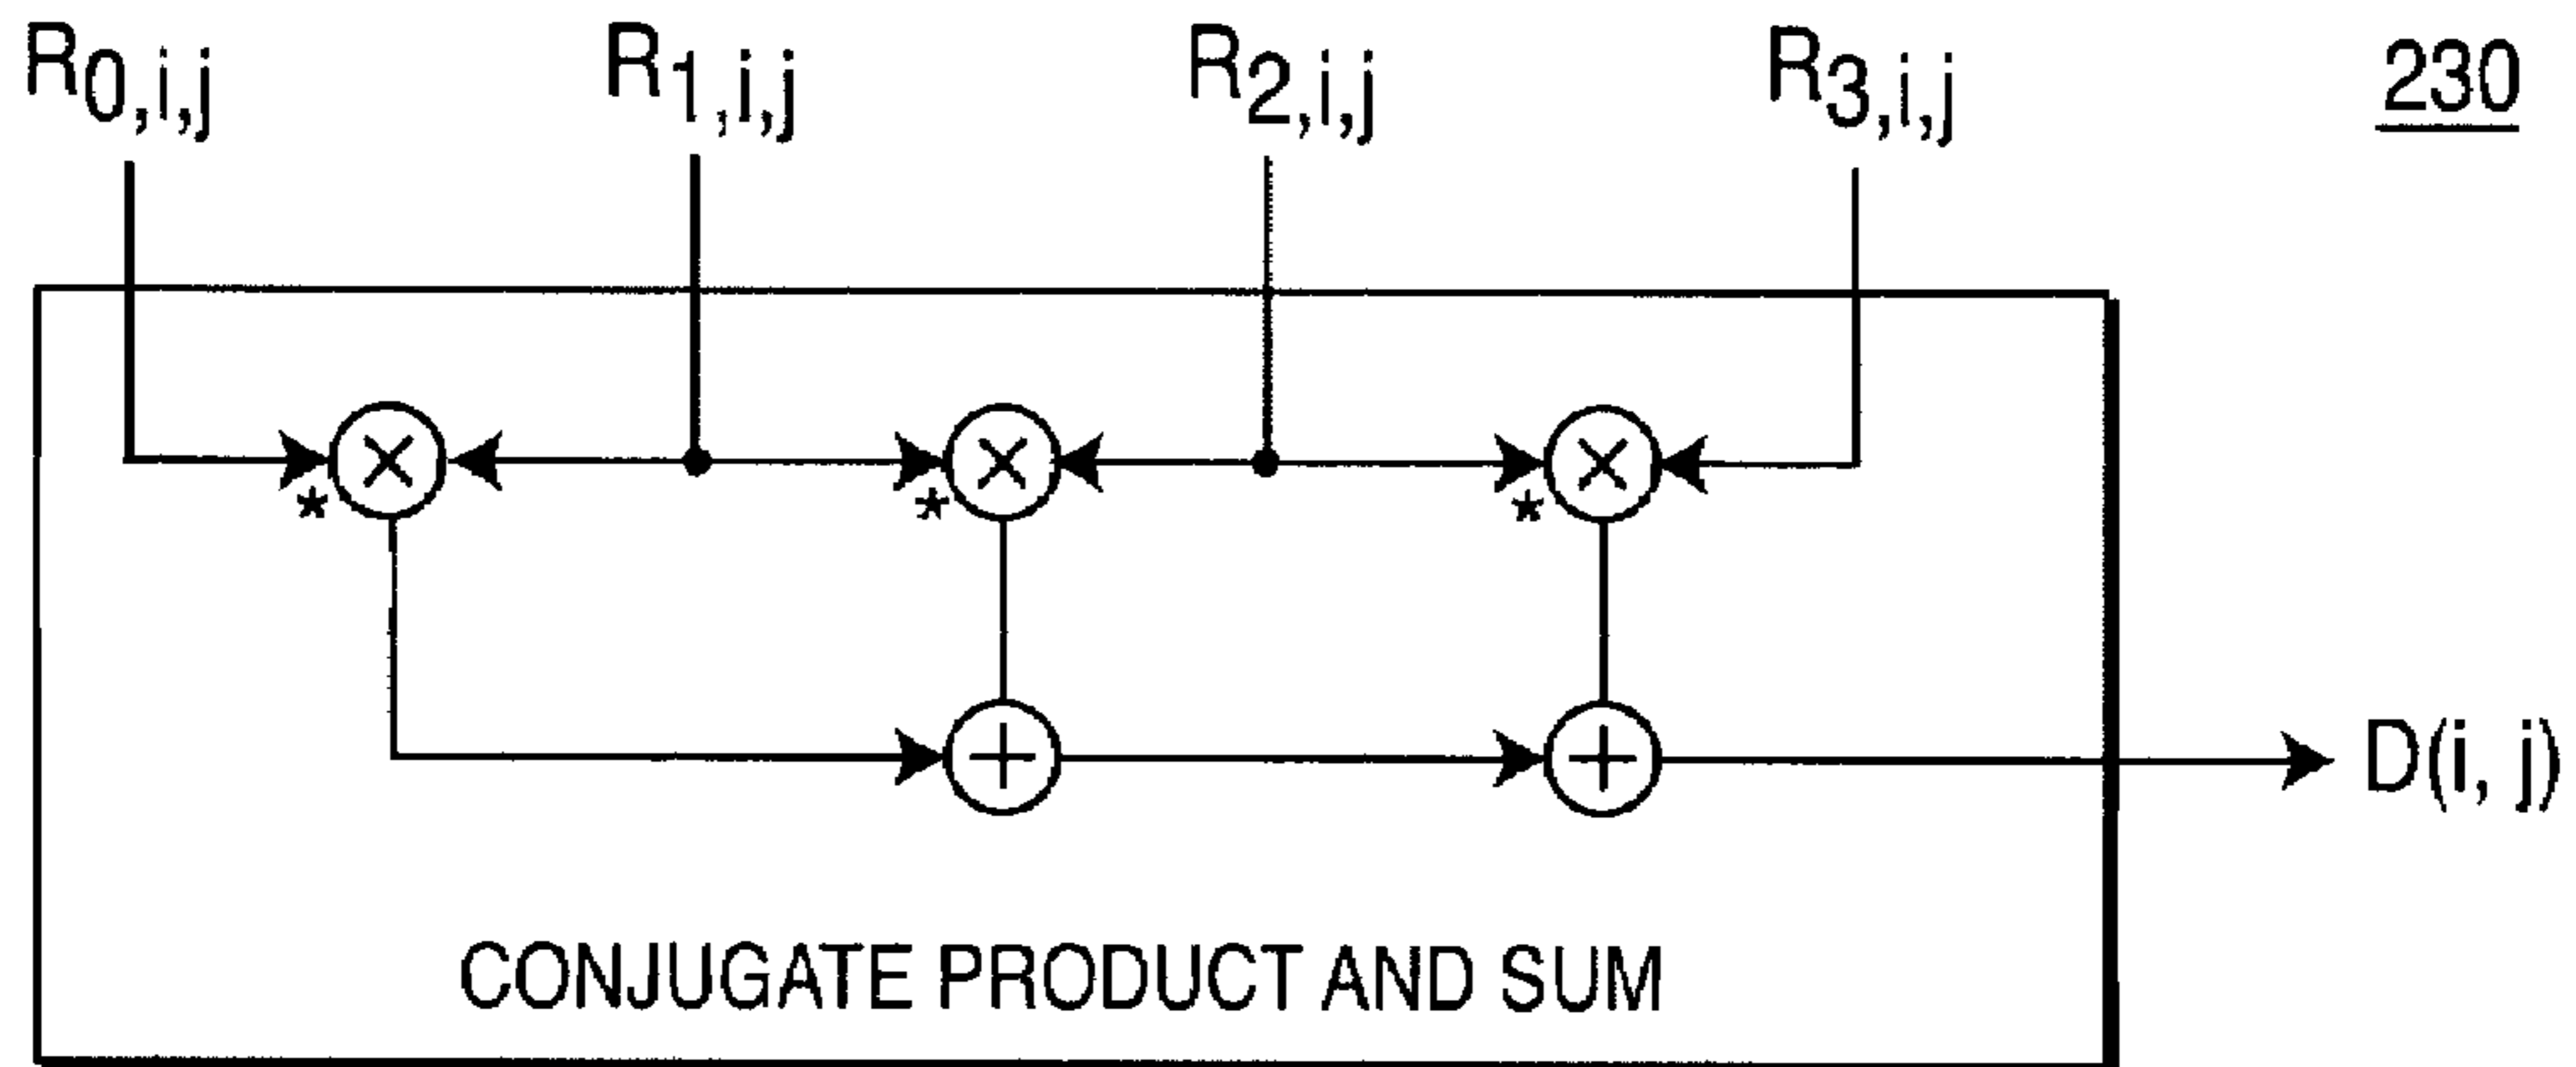 R0,i,j R1,i,j R2,i,j R3,i,j 230
* * *
D(i, j)
CONJUGATE PRODUCT AND SUM